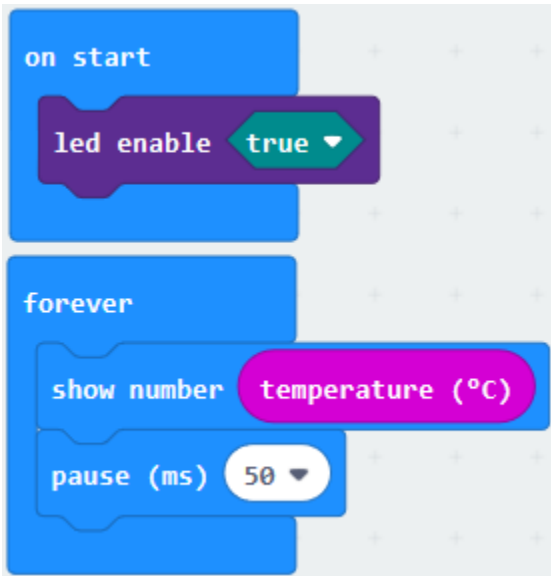 on start
led enable true
forever
show number temperature (°C)
pause (ms) 50